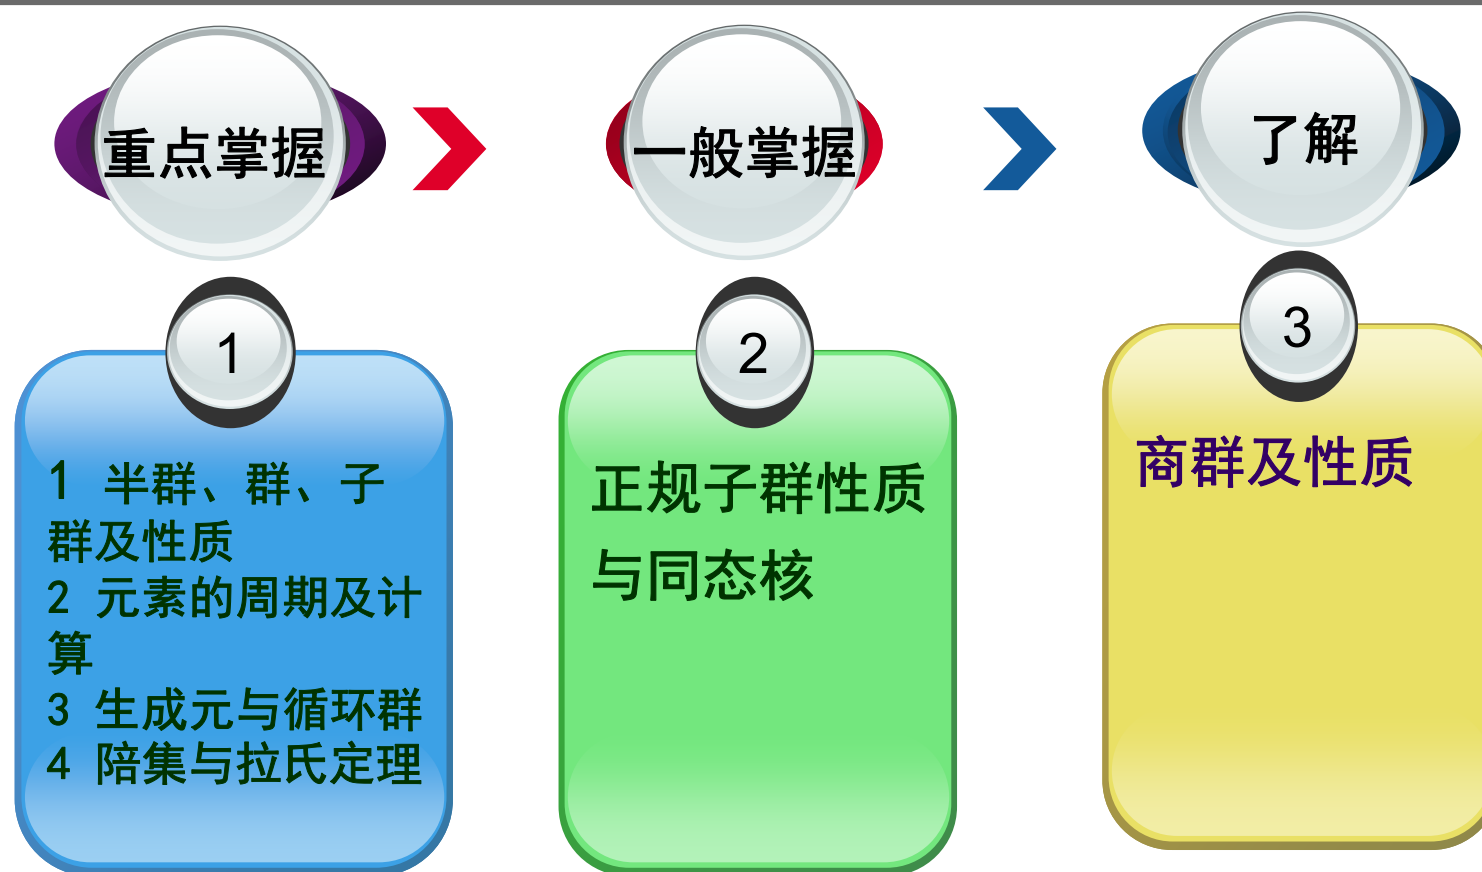 重点掌握
一般掌握
了解
1
1 半群、群、子
群及性质
2 元素的周期及计
算
3 生成元与循环群
4 陪集与拉氏定理
2
正规子群性质
与同态核
3
商群及性质